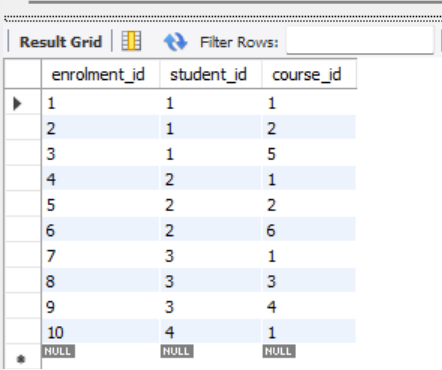 Result Grid Filter Rows:
enrolment_id student_id course_id
1 1 1
2 1 2
3 1 5
4 2 1
5 2 2
6 2 6
7 3 1
8 3 3
9 3 4
10 4 1
NULL NULL NULL